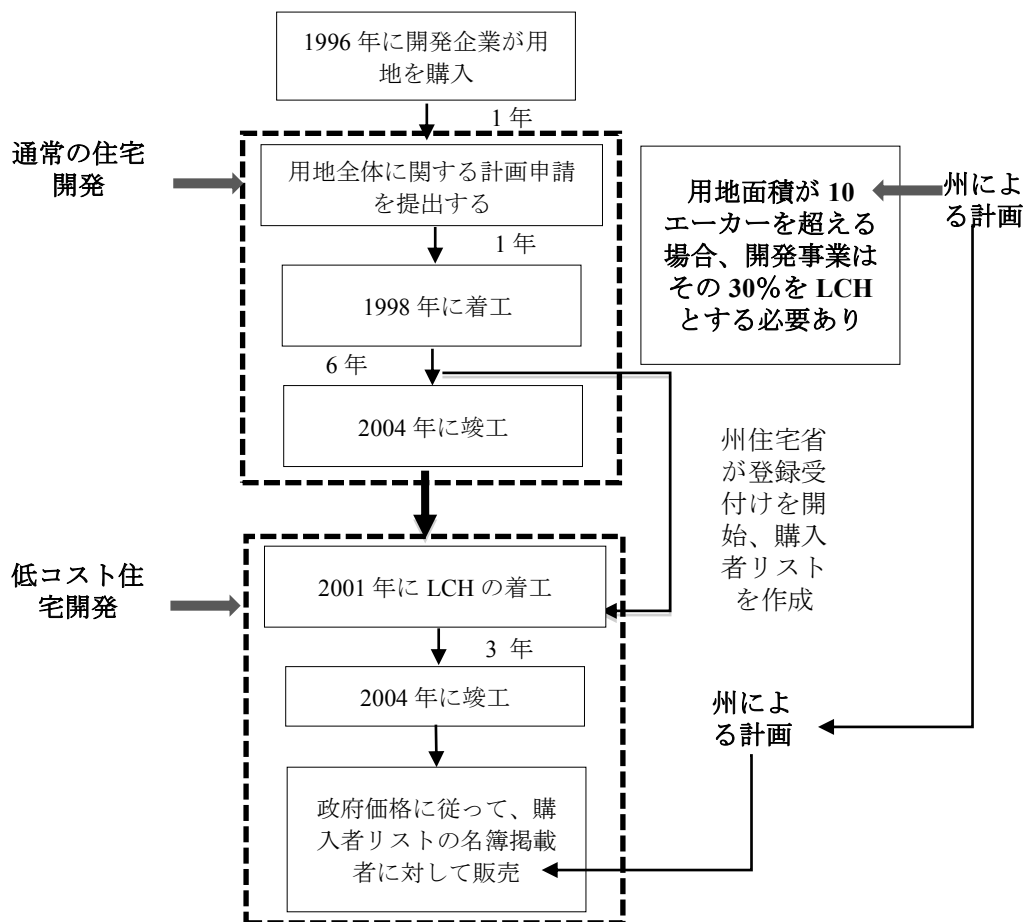 1996 年に開発企業が用
地を購入
1 年
通常の住宅
開発
用地全体に関する計画申請
を提出する
1 年
1998 年に着工
6 年
2004 年に竣工
用地面積が 10
エーカーを超える
場合、開発事業は
その 30%を LCH
とする必要あり
州によ
る計画
州住宅省
が登録受
付けを開
始、購入
者リスト
を作成
低コスト住
宅開発
2001 年に LCH の着工
3 年
2004 年に竣工
州によ
る計画
政府価格に従って、購
入者リストの名簿掲載
者に対して販売